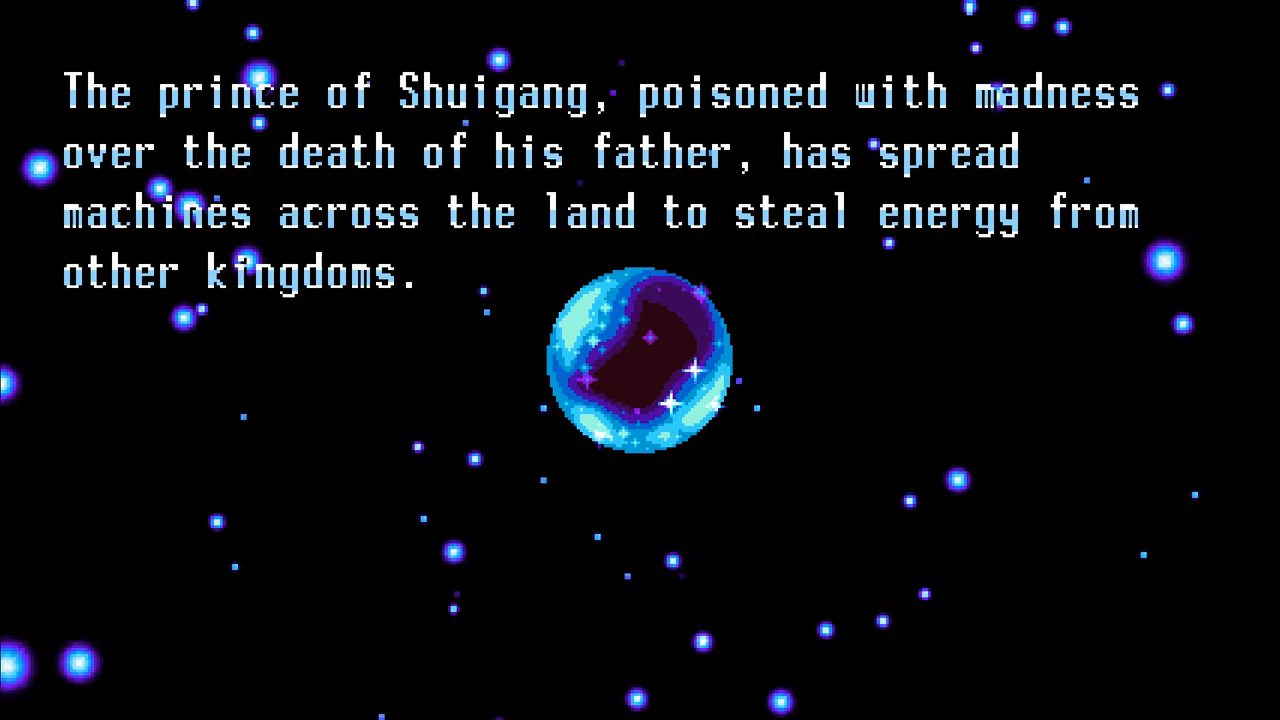 The prince of Shuigang, poisoned with madness
over the death of his father, has spread
machines across the land to steal energy from
other kingdoms.